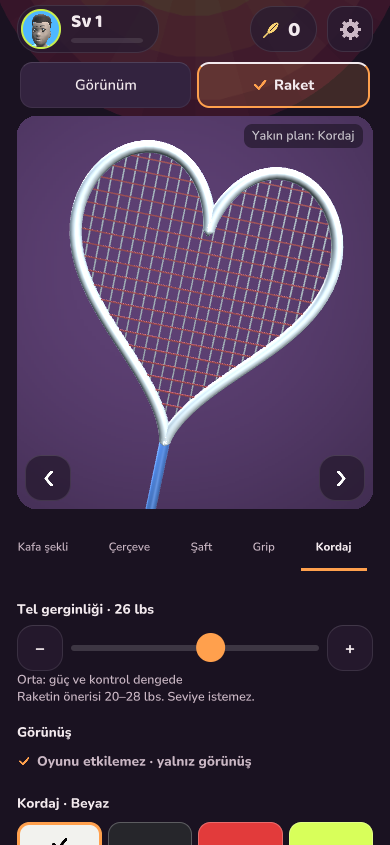 Sv 1
0
Görünüm
Raket
Yakın plan: Kordaj
Kafa şekli
Çerçeve
Şaft
Grip
Kordaj
Tel gerginliği · 26 lbs
−
+
Orta: güç ve kontrol dengede
Raketin önerisi 20–28 lbs. Seviye istemez.
Görünüş
Oyunu etkilemez · yalnız görünüş
Kordaj · Beyaz